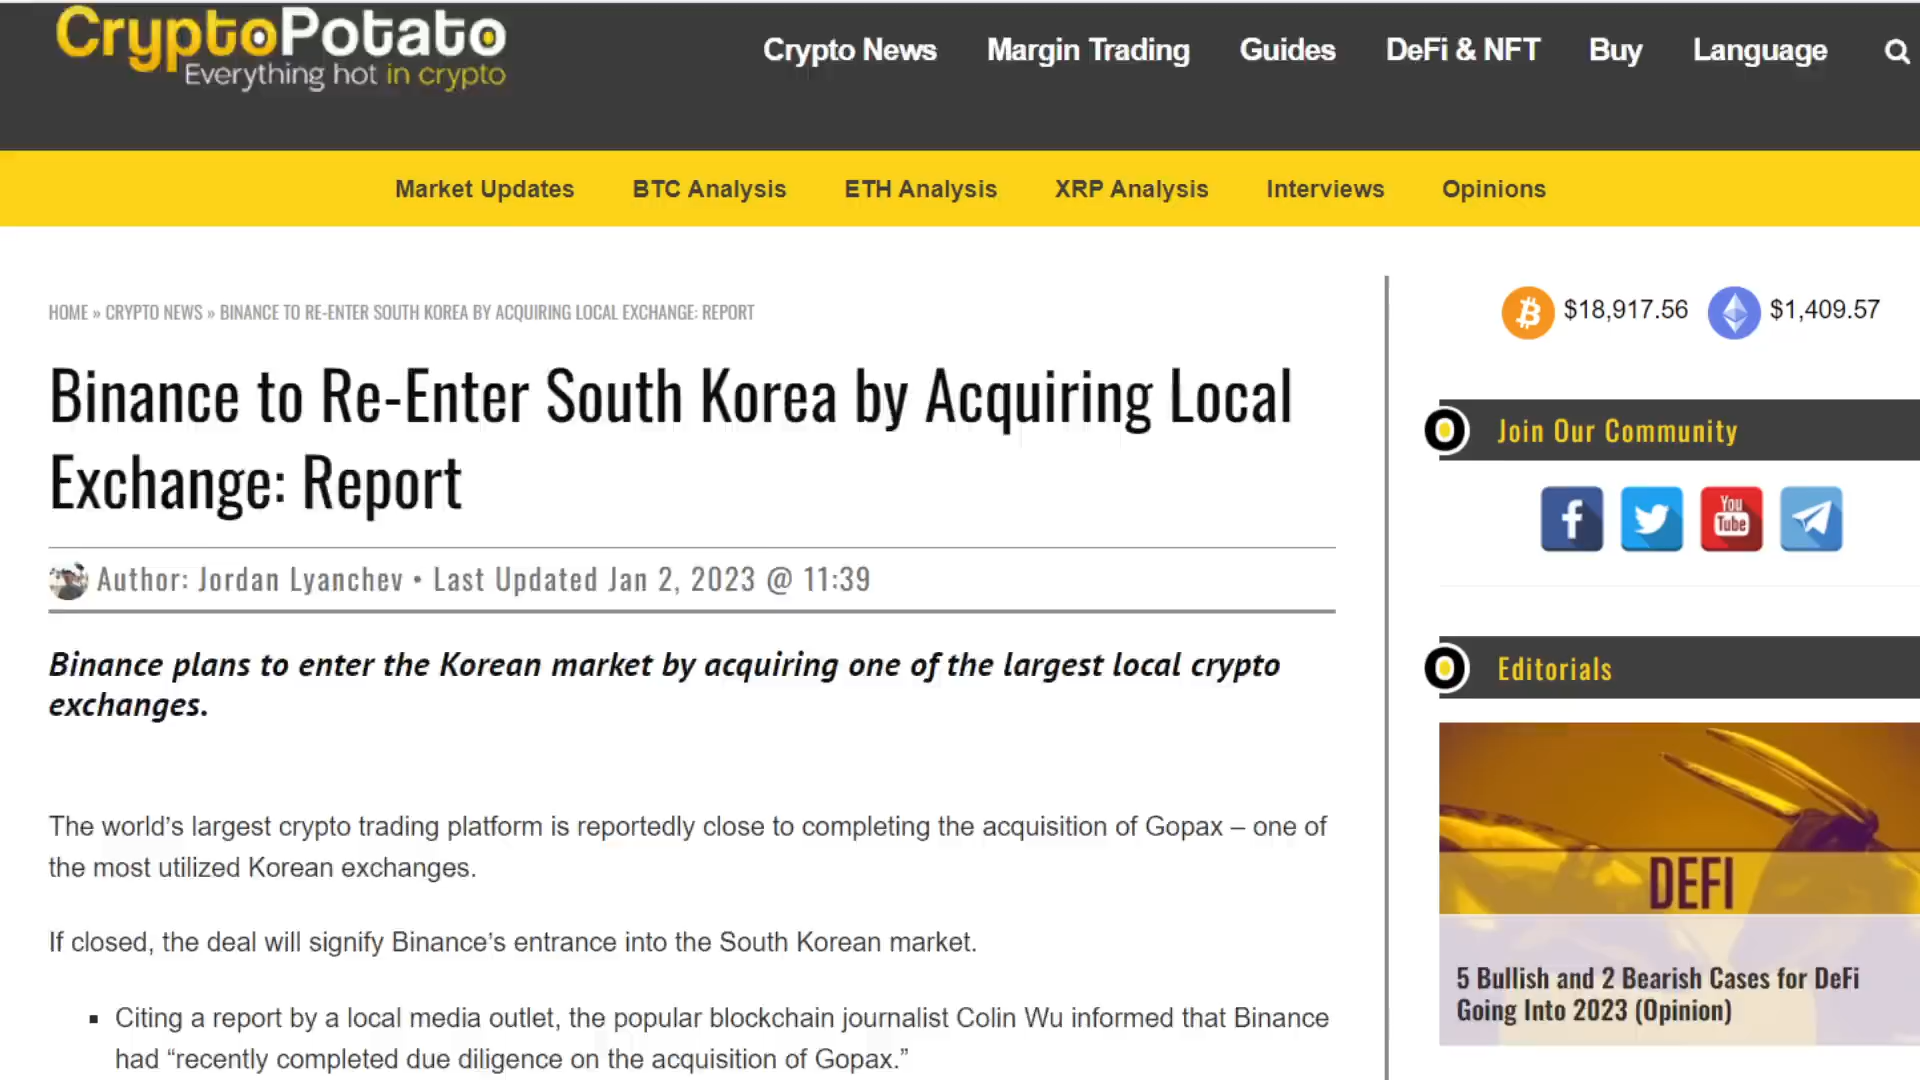 CryptoPotato
Everything hot in crypto
Crypto News Margin Trading Guides DeFi & NFT Buy Language
Market Updates BTC Analysis ETH Analysis XRP Analysis Interviews Opinions
HOME » CRYPTO NEWS » BINANCE TO RE-ENTER SOUTH KOREA BY ACQUIRING LOCAL EXCHANGE: REPORT
Binance to Re-Enter South Korea by Acquiring Local
Exchange: Report
Author: Jordan Lyanchev • Last Updated Jan 2, 2023 @ 11:39
Binance plans to enter the Korean market by acquiring one of the largest local crypto
exchanges.
The world’s largest crypto trading platform is reportedly close to completing the acquisition of Gopax – one of
the most utilized Korean exchanges.
If closed, the deal will signify Binance’s entrance into the South Korean market.
▪ Citing a report by a local media outlet, the popular blockchain journalist Colin Wu informed that Binance
had “recently completed due diligence on the acquisition of Gopax.”
$18,917.56 $1,409.57
Join Our Community
You
Tube
Editorials
DEFI
5 Bullish and 2 Bearish Cases for DeFi
Going Into 2023 (Opinion)